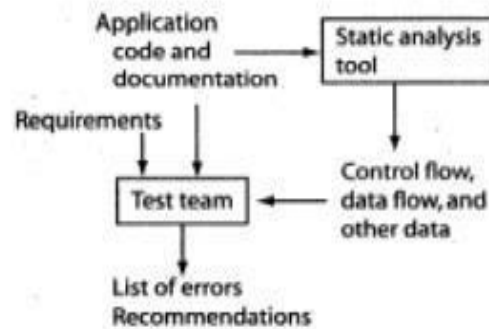 Application
code and
documentation
Static analysis
tool
Requirements
Control flow,
data flow, and
other data
Test team
List of errors
Recommendations